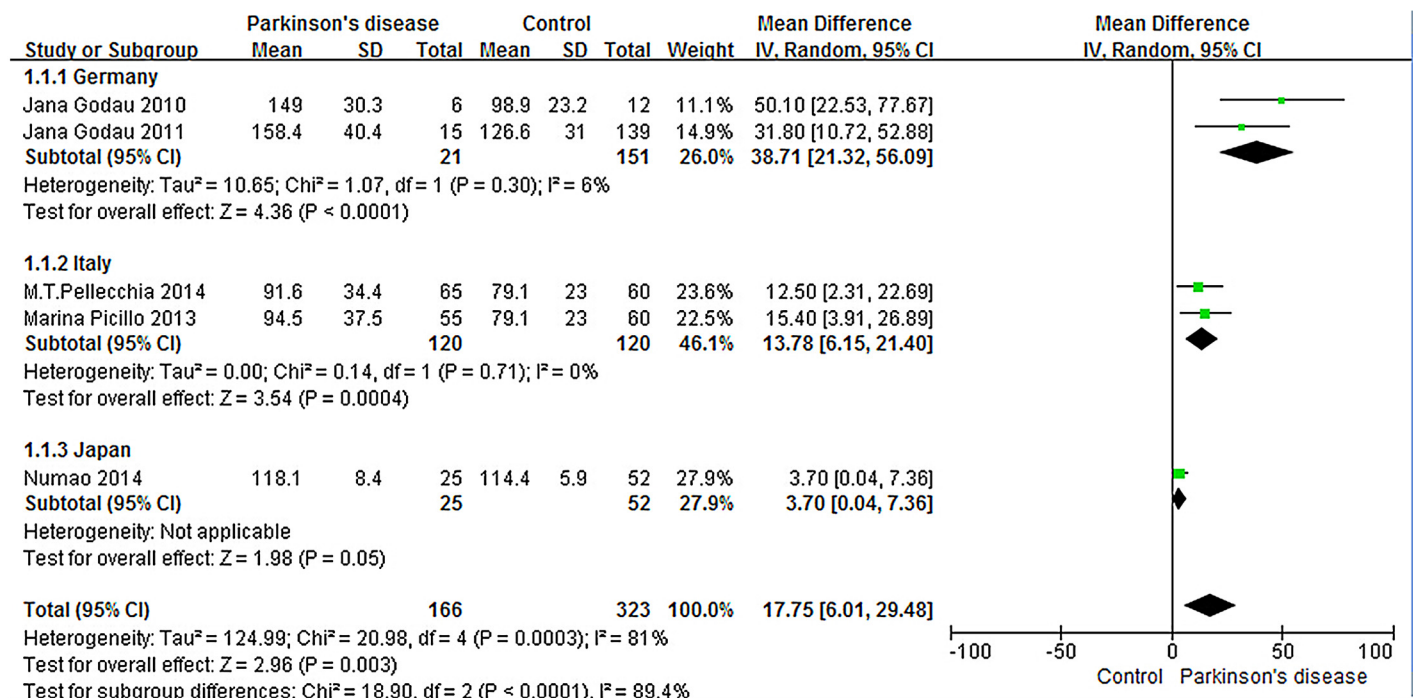 Parkinson's disease Control Mean Difference Mean Difference
Study or Subgroup Mean SD Total Mean SD Total Weight IV, Random, 95% CI IV, Random, 95% CI
1.1.1 Germany
Jana Godau 2010 149 30.3 6 98.9 23.2 12 11.1% 50.10 [22.53, 77.67]
Jana Godau 2011 158.4 40.4 15 126.6 31 139 14.9% 31.80 [10.72, 52.88]
Subtotal (95% CI) 21 151 26.0% 38.71 [21.32, 56.09]
Heterogeneity: Tau² = 10.65; Chi² = 1.07, df = 1 (P = 0.30); I² = 6%
Test for overall effect: Z = 4.36 (P < 0.0001)
1.1.2 Italy
M.T.Pellecchia 2014 91.6 34.4 65 79.1 23 60 23.6% 12.50 [2.31, 22.69]
Marina Picillo 2013 94.5 37.5 55 79.1 23 60 22.5% 15.40 [3.91, 26.89]
Subtotal (95% CI) 120 120 46.1% 13.78 [6.15, 21.40]
Heterogeneity: Tau² = 0.00; Chi² = 0.14, df = 1 (P = 0.71); I² = 0%
Test for overall effect: Z = 3.54 (P = 0.0004)
1.1.3 Japan
Numao 2014 118.1 8.4 25 114.4 5.9 52 27.9% 3.70 [0.04, 7.36]
Subtotal (95% CI) 25 52 27.9% 3.70 [0.04, 7.36]
Heterogeneity: Not applicable
Test for overall effect: Z = 1.98 (P = 0.05)
Total (95% CI) 166 323 100.0% 17.75 [6.01, 29.48]
Heterogeneity: Tau² = 124.99; Chi² = 20.98, df = 4 (P = 0.0003); I² = 81%
Test for overall effect: Z = 2.96 (P = 0.003)
Test for subgroup differences: Chi² = 18.90, df = 2 (P < 0.0001), I² = 89.4%
-100 -50 0 50 100
Control Parkinson's disease